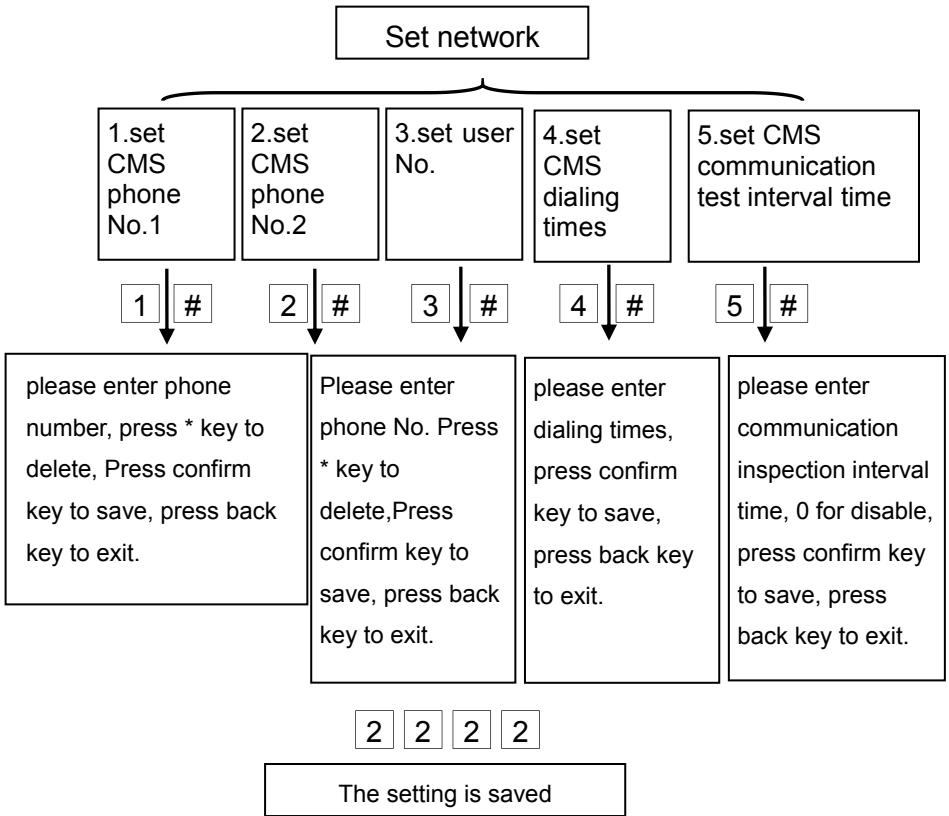 Set network
1.set
CMS
phone
No.1
2.set
CMS
phone
No.2
3.set user
No.
4.set
CMS
dialing
times
5.set CMS
communication
test interval time
1 #
2 #
3 #
4 #
5 #
please enter phone
number, press * key to
delete, Press confirm
key to save, press back
key to exit.
Please enter
phone No. Press
* key to
delete,Press
confirm key to
save, press back
key to exit.
please enter
dialing times,
press confirm
key to save,
press back key
to exit.
please enter
communication
inspection interval
time, 0 for disable,
press confirm key
to save, press
back key to exit.
2 2 2 2
The setting is saved